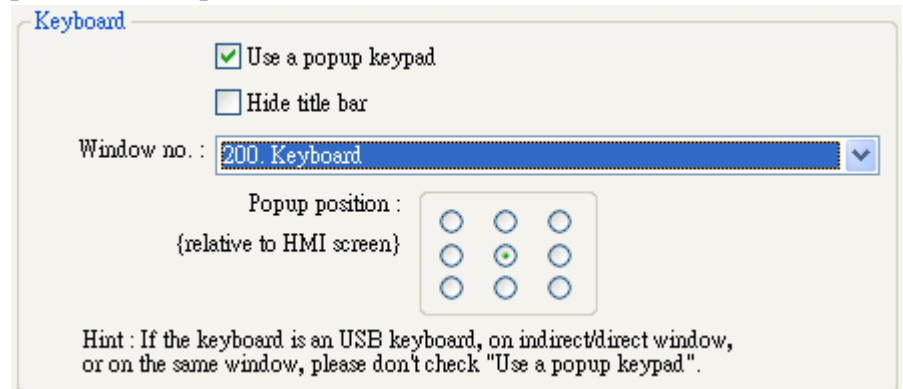 Keyboard
Use a popup keypad
Hide title bar
Window no. : 200. Keyboard
Popup position :
{relative to HMI screen}
Hint : If the keyboard is an USB keyboard, on indirect/direct window,
or on the same window, please don't check "Use a popup keypad".